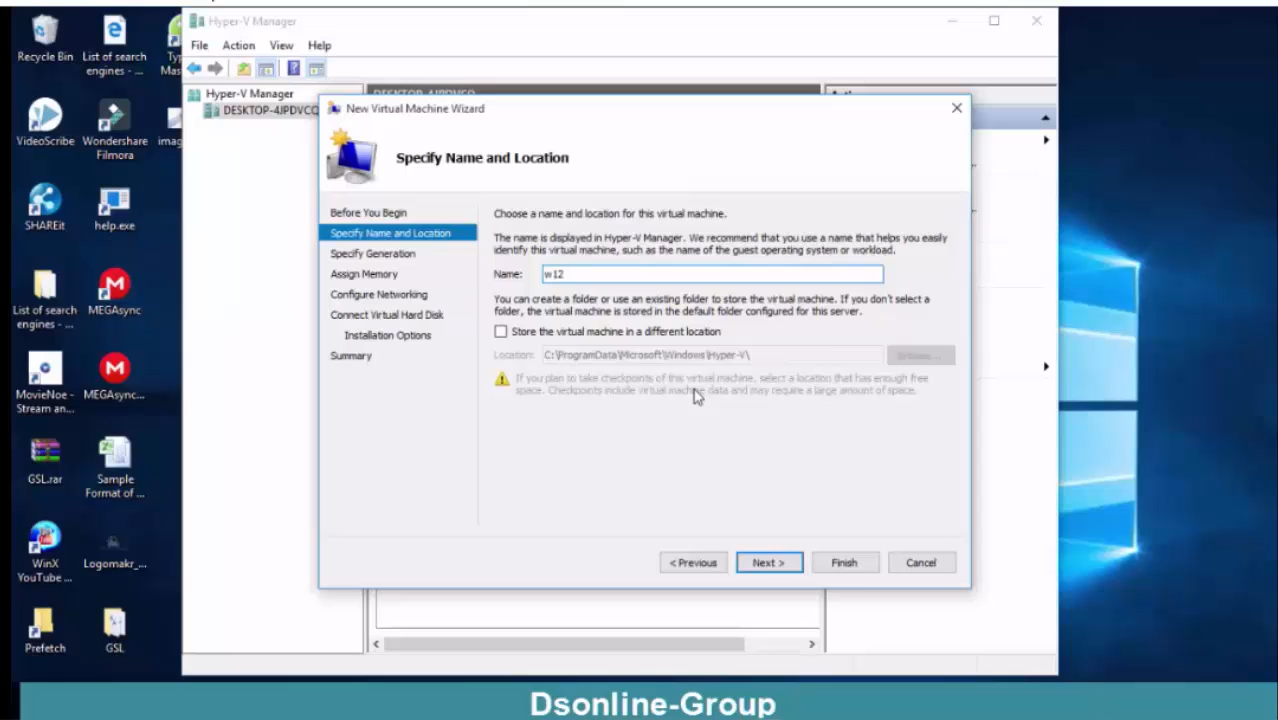 Recycle Bin
List of search
engines - ...
Ty
Mas
VideoScribe
Wondershare
Filmora
imag
SHAREit
help.exe
List of search
engines - ...
MEGAsync
MovieNoe -
Stream an...
MEGAsync...
GSL.rar
Sample
Format of ...
WinX
YouTube ...
Logomakr_...
Prefetch
GSL
Hyper-V Manager
File Action View Help
Hyper-V Manager
DESKTOP-4JPDVCQ
DESKTOP-4JPDVCQ
New Virtual Machine Wizard
Specify Name and Location
Before You Begin
Specify Name and Location
Specify Generation
Assign Memory
Configure Networking
Connect Virtual Hard Disk
Installation Options
Summary
Choose a name and location for this virtual machine.
The name is displayed in Hyper-V Manager. We recommend that you use a name that helps you easily
identify this virtual machine, such as the name of the guest operating system or workload.
Name: w12
You can create a folder or use an existing folder to store the virtual machine. If you don't select a
folder, the virtual machine is stored in the default folder configured for this server.
Store the virtual machine in a different location
Location: C:\ProgramData\Microsoft\Windows\Hyper-V\
Browse...
If you plan to take checkpoints of this virtual machine, select a location that has enough free
space. Checkpoints include virtual machine data and may require a large amount of space.
< Previous
Next >
Finish
Cancel
Dsonline-Group